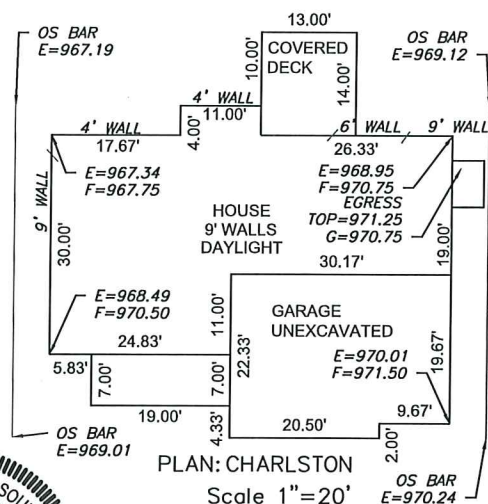 OS BAR
E=967.19
13.00'
10.00'
COVERED
DECK
14.00'
OS BAR
E=969.12
4' WALL
11.00'
4' WALL
17.67'
4.00'
6' WALL
9' WALL
26.33'
E=967.34
F=967.75
9' WALL
30.00'
HOUSE
9' WALLS
DAYLIGHT
E=968.95
F=970.75
EGRESS
TOP=971.25
G=970.75
19.00'
30.17'
E=968.49
F=970.50
11.00'
22.33'
GARAGE
UNEXCAVATED
24.83'
5.83'
7.00'
7.00'
19.00'
4.33'
E=970.01
F=971.50
19.67'
9.67'
20.50'
2.00'
OS BAR
E=969.01
PLAN: CHARLSTON
Scale 1"=20'
OS BAR
E=970.24
SOU